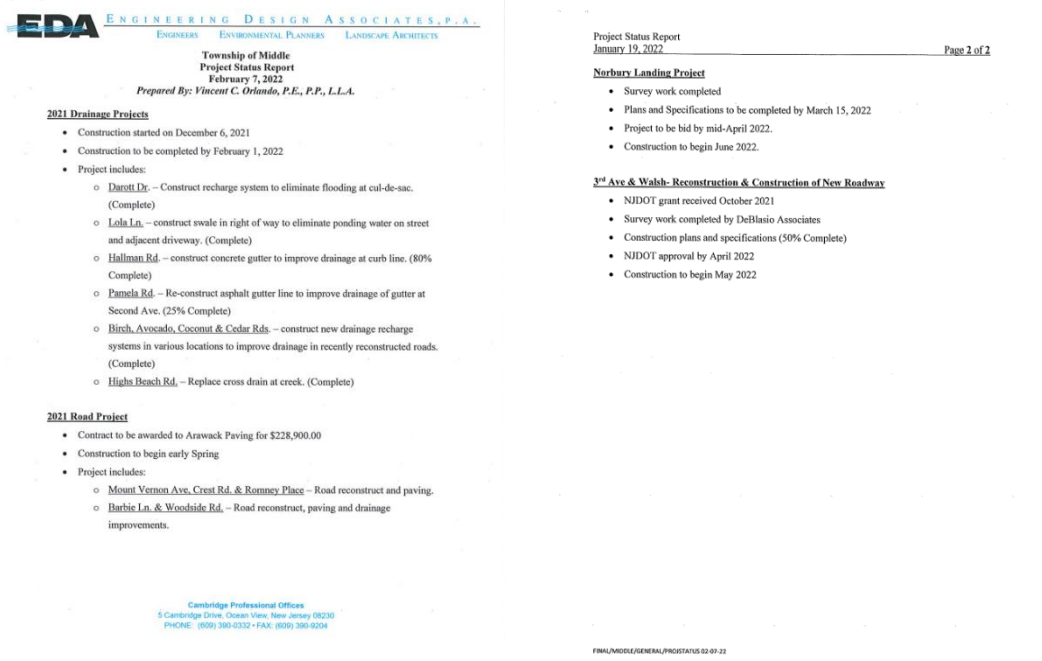 EDA ENGINEERING DESIGN ASSOCIATES, P.A.
ENGINEERS ENVIRONMENTAL PLANNERS LANDSCAPE ARCHITECTS
Township of Middle
Project Status Report
February 7, 2022
Prepared By: Vincent C. Orlando, P.E., P.P., L.L.A.
2021 Drainage Projects
• Construction started on December 6, 2021
• Construction to be completed by February 1, 2022
• Project includes:
o Darott Dr. – Construct recharge system to eliminate flooding at cul-de-sac.
(Complete)
o Lola Ln. – construct swale in right of way to eliminate ponding water on street
and adjacent driveway. (Complete)
o Hallman Rd. – construct concrete gutter to improve drainage at curb line. (80%
Complete)
o Pamela Rd. – Re-construct asphalt gutter line to improve drainage of gutter at
Second Ave. (25% Complete)
o Birch, Avocado, Coconut & Cedar Rds. – construct new drainage recharge
systems in various locations to improve drainage in recently reconstructed roads.
(Complete)
o Highs Beach Rd. – Replace cross drain at creek. (Complete)
2021 Road Project
• Contract to be awarded to Arawack Paving for $228,900.00
• Construction to begin early Spring
• Project includes:
o Mount Vernon Ave, Crest Rd. & Romney Place – Road reconstruct and paving.
o Barbie Ln. & Woodside Rd. – Road reconstruct, paving and drainage
improvements.
Cambridge Professional Offices
5 Cambridge Drive, Ocean View, New Jersey 08230
PHONE: (609) 390-0332 • FAX: (609) 390-9204
Project Status Report
January 19, 2022 Page 2 of 2
Norbury Landing Project
• Survey work completed
• Plans and Specifications to be completed by March 15, 2022
• Project to be bid by mid-April 2022.
• Construction to begin June 2022.
3rd Ave & Walsh- Reconstruction & Construction of New Roadway
• NJDOT grant received October 2021
• Survey work completed by DeBlasio Associates
• Construction plans and specifications (50% Complete)
• NJDOT approval by April 2022
• Construction to begin May 2022
FINAL/MIDDLE/GENERAL/PROJSTATUS 02-07-22